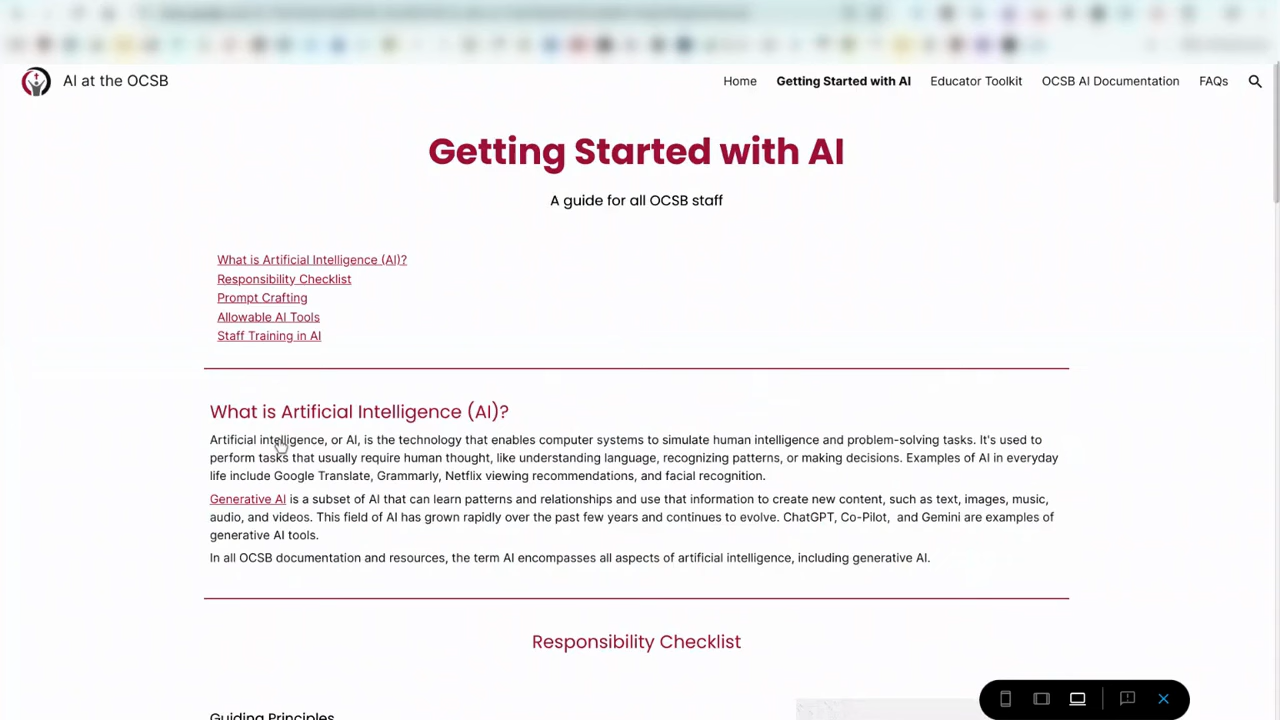 AI at the OCSB
Home Getting Started with AI Educator Toolkit OCSB AI Documentation FAQs
Getting Started with AI
A guide for all OCSB staff
What is Artificial Intelligence (AI)?
Responsibility Checklist
Prompt Crafting
Allowable AI Tools
Staff Training in AI
What is Artificial Intelligence (AI)?
Artificial intelligence, or AI, is the technology that enables computer systems to simulate human intelligence and problem-solving tasks. It's used to
perform tasks that usually require human thought, like understanding language, recognizing patterns, or making decisions. Examples of AI in everyday
life include Google Translate, Grammarly, Netflix viewing recommendations, and facial recognition.
Generative AI is a subset of AI that can learn patterns and relationships and use that information to create new content, such as text, images, music,
audio, and videos. This field of AI has grown rapidly over the past few years and continues to evolve. ChatGPT, Co-Pilot, and Gemini are examples of
generative AI tools.
In all OCSB documentation and resources, the term AI encompasses all aspects of artificial intelligence, including generative AI.
Responsibility Checklist
Guiding Principles